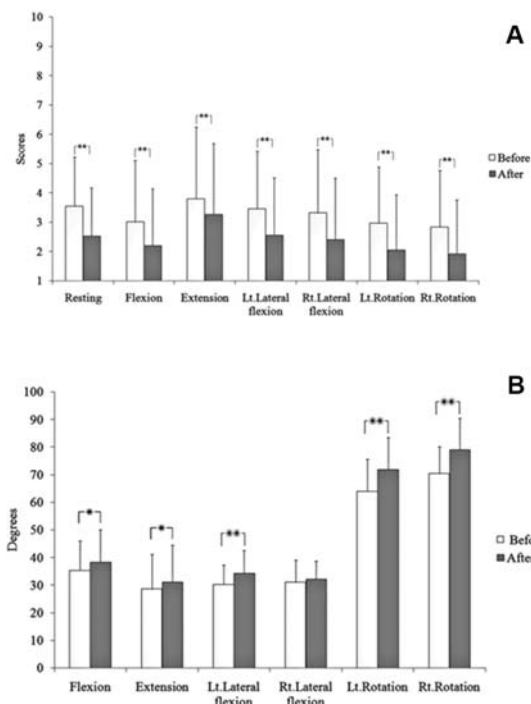 A
10
9
8
7
6
5
4
3
2
1
Scores
** ** ** ** ** ** **
Before
After
Resting Flexion Extension Lt.Lateral flexion Rt.Lateral flexion Lt.Rotation Rt.Rotation
B
100
90
80
70
60
50
40
30
20
10
0
Degrees
* * ** ** **
Befo
After
Flexion Extension Lt.Lateral flexion Rt.Lateral flexion Lt.Rotation Rt.Rotation